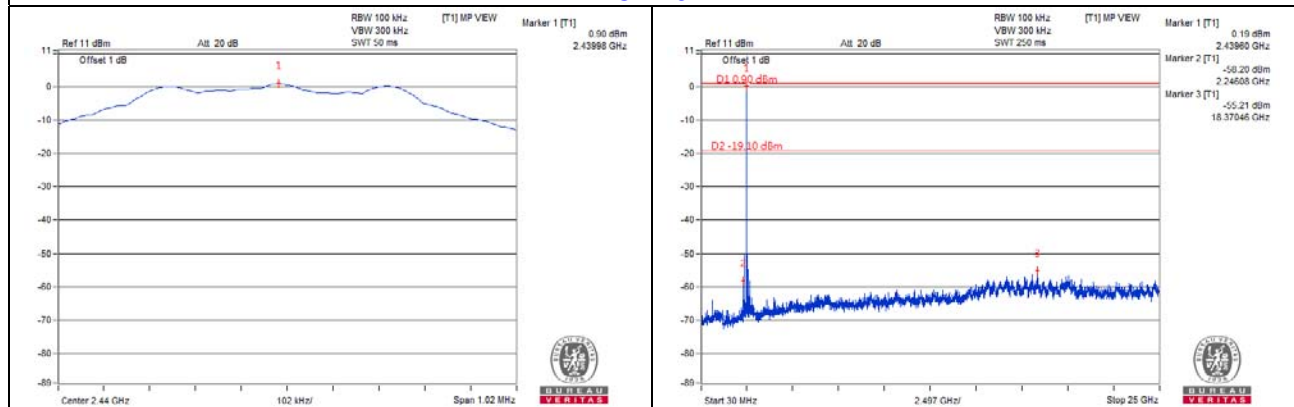 RBW 100 kHz
VBW 300 kHz
SWT 50 ms
[T1] MP VIEW
Marker 1 [T1]
0.90 dBm
2.43998 GHz
Ref 11 dBm
Att 20 dB
Offset 1 dB
1
11
0
-10
-20
-30
-40
-50
-60
-70
-80
-89
Center 2.44 GHz
102 kHz/
Span 1.02 MHz
BUREAU
VERITAS
RBW 100 kHz
VBW 300 kHz
SWT 250 ms
[T1] MP VIEW
Marker 1 [T1]
0.19 dBm
2.43960 GHz
Marker 2 [T1]
-58.20 dBm
2.24608 GHz
Marker 3 [T1]
-55.21 dBm
18.37046 GHz
Ref 11 dBm
Att 20 dB
Offset 1 dB
1
D1 0.90 dBm
D2 -19.10 dBm
2
3
11
0
-10
-20
-30
-40
-50
-60
-70
-80
-89
Start 30 MHz
2.497 GHz/
Stop 25 GHz
BUREAU
VERITAS